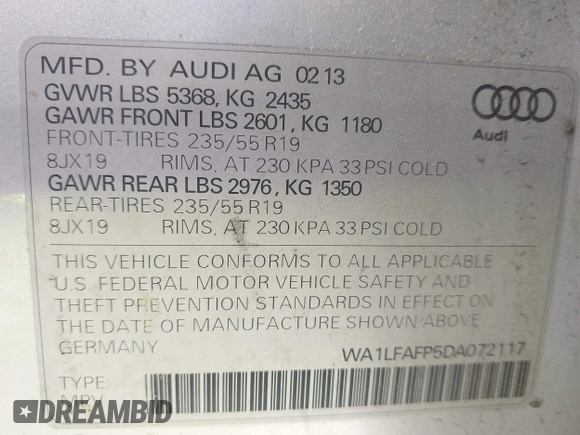 MFD. BY AUDI AG 0213
GVWR LBS 5368, KG 2435
GAWR FRONT LBS 2601, KG 1180
FRONT-TIRES 235/55 R19
8JX19 RIMS, AT 230 KPA 33 PSI COLD
GAWR REAR LBS 2976, KG 1350
REAR-TIRES 235/55 R19
8JX19 RIMS, AT 230 KPA 33 PSI COLD
Audi
THIS VEHICLE CONFORMS TO ALL APPLICABLE
U.S. FEDERAL MOTOR VEHICLE SAFETY AND
THEFT PREVENTION STANDARDS IN EFFECT ON
THE DATE OF MANUFACTURE SHOWN ABOVE
GERMANY WA1LFAFP5DA072117
TYPE:
MPV
DREAMBID